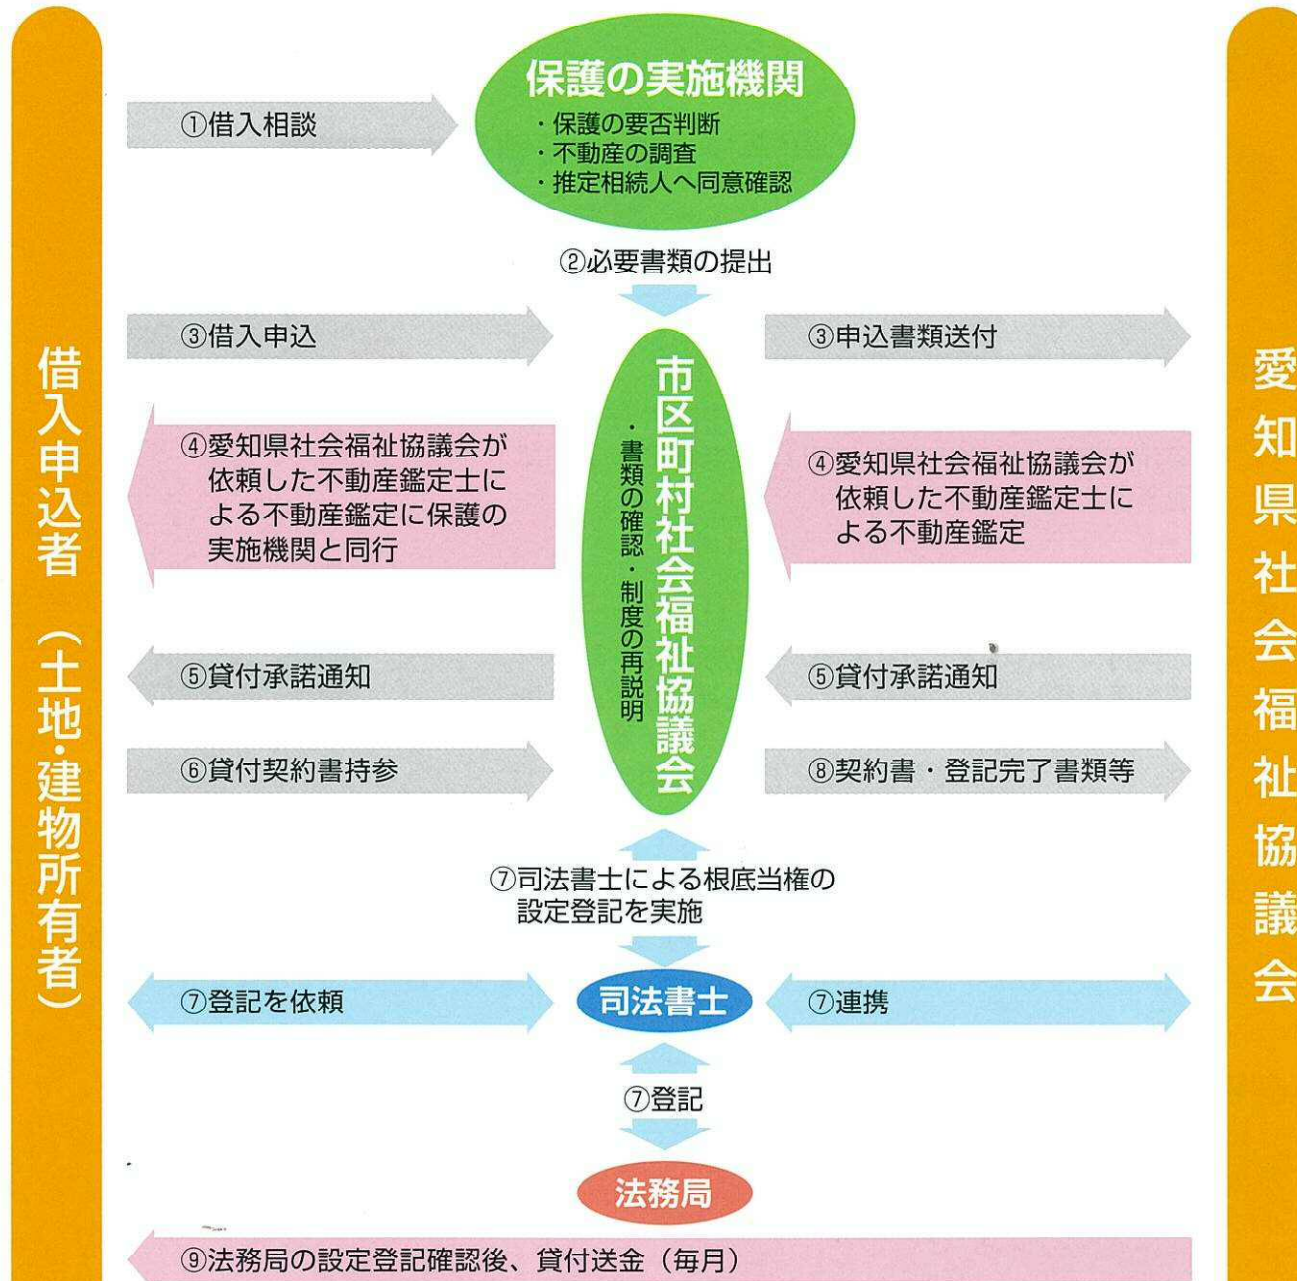 借入申込者 (土地・建物所有者)
保護の実施機関
・保護の要否判断
・不動産の調査
・推定相続人へ同意確認
①借入相談
②必要書類の提出
③借入申込
③申込書類送付
市区町村社会福祉協議会
・書類の確認・制度の再説明
④愛知県社会福祉協議会が
依頼した不動産鑑定士に
よる不動産鑑定に保護の
実施機関と同行
④愛知県社会福祉協議会が
依頼した不動産鑑定士に
よる不動産鑑定
⑤貸付承諾通知
⑤貸付承諾通知
⑥貸付契約書持参
⑧契約書・登記完了書類等
⑦司法書士による根底当権の
設定登記を実施
⑦登記を依頼
司法書士
⑦連携
⑦登記
法務局
⑨法務局の設定登記確認後、貸付送金（毎月）
愛知県社会福祉協議会